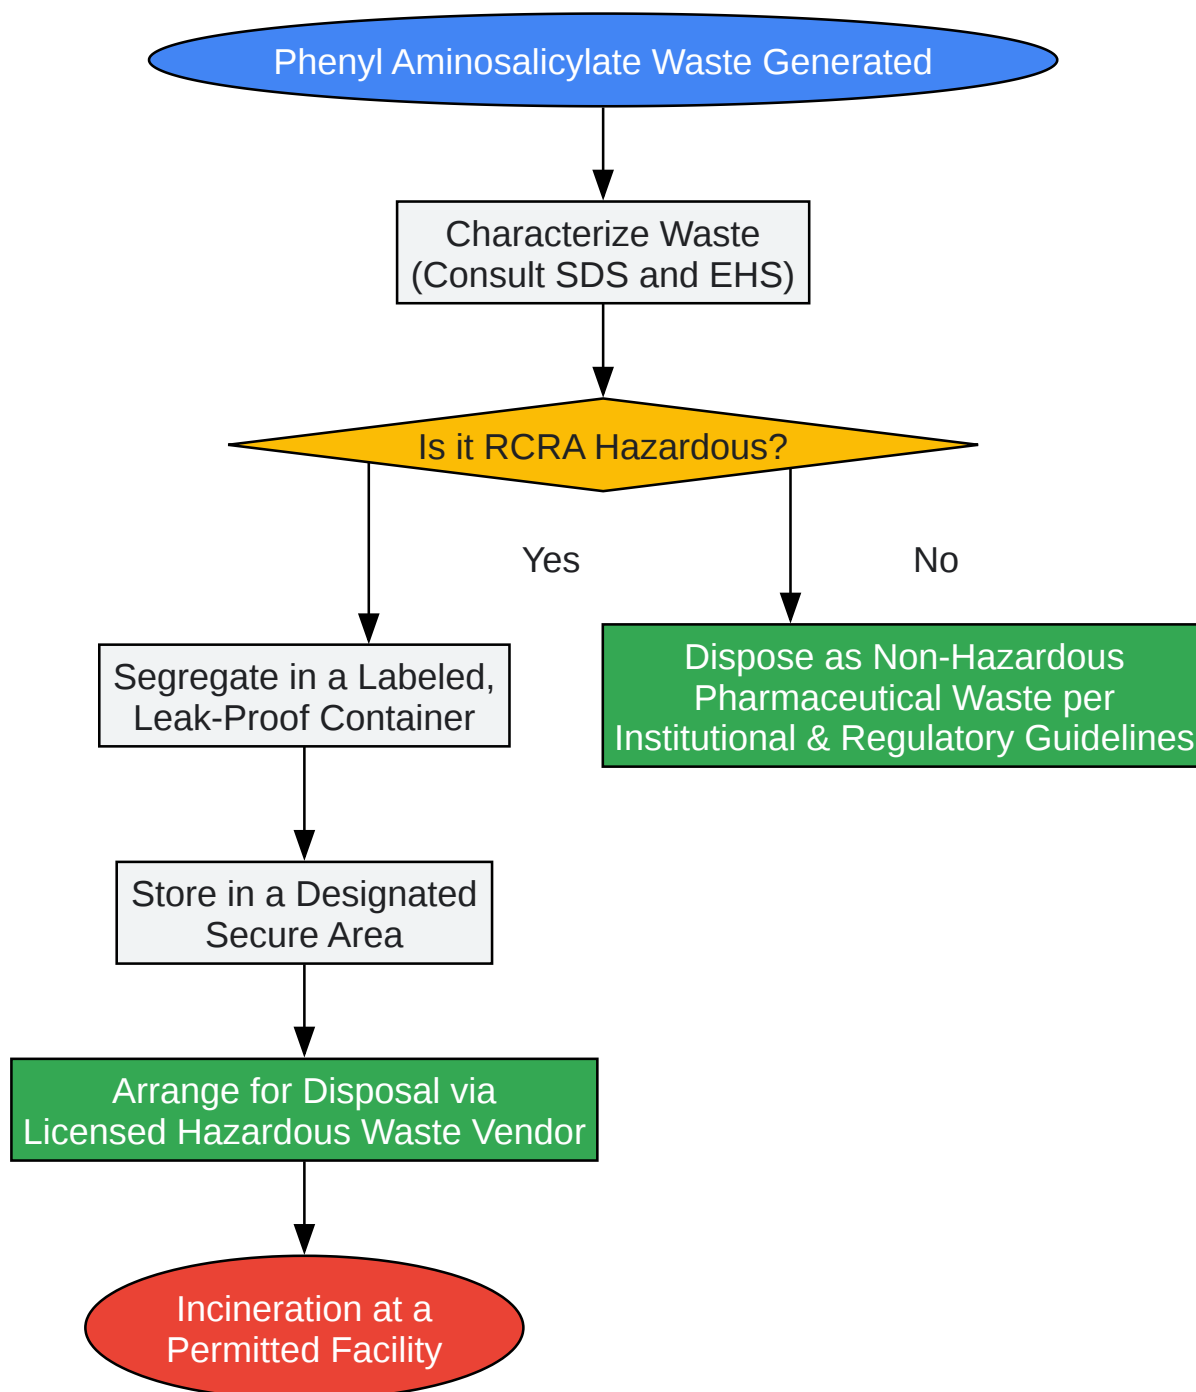 Phenyl Aminosalicylate Waste Generated
Characterize Waste
(Consult SDS and EHS)
Is it RCRA Hazardous?
Yes
No
Segregate in a Labeled,
Leak-Proof Container
Dispose as Non-Hazardous
Pharmaceutical Waste per
Institutional & Regulatory Guidelines
Store in a Designated
Secure Area
Arrange for Disposal via
Licensed Hazardous Waste Vendor
Incineration at a
Permitted Facility